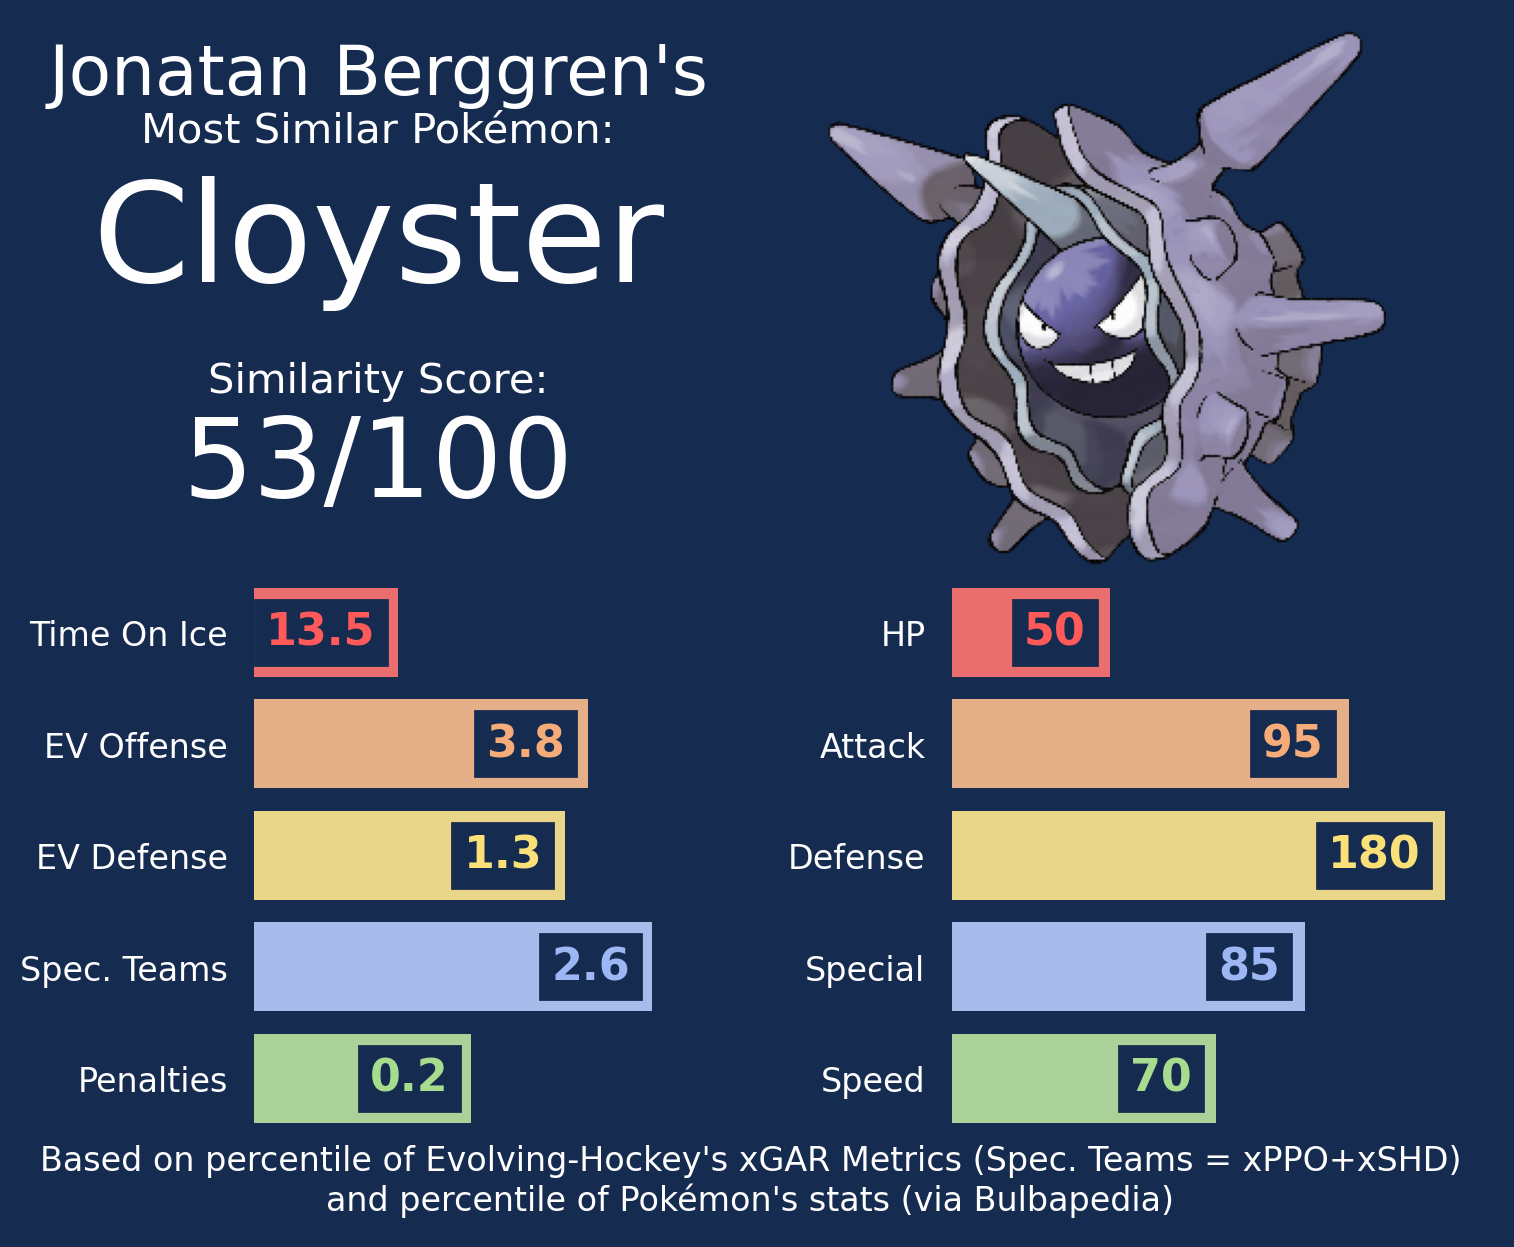 Jonatan Berggren's
Most Similar Pokémon:
Cloyster
Similarity Score:
53/100
Time On Ice 13.5
EV Offense 3.8
EV Defense 1.3
Spec. Teams 2.6
Penalties 0.2
HP 50
Attack 95
Defense 180
Special 85
Speed 70
Based on percentile of Evolving-Hockey's xGAR Metrics (Spec. Teams = xPPO+xSHD)
and percentile of Pokémon's stats (via Bulbapedia)